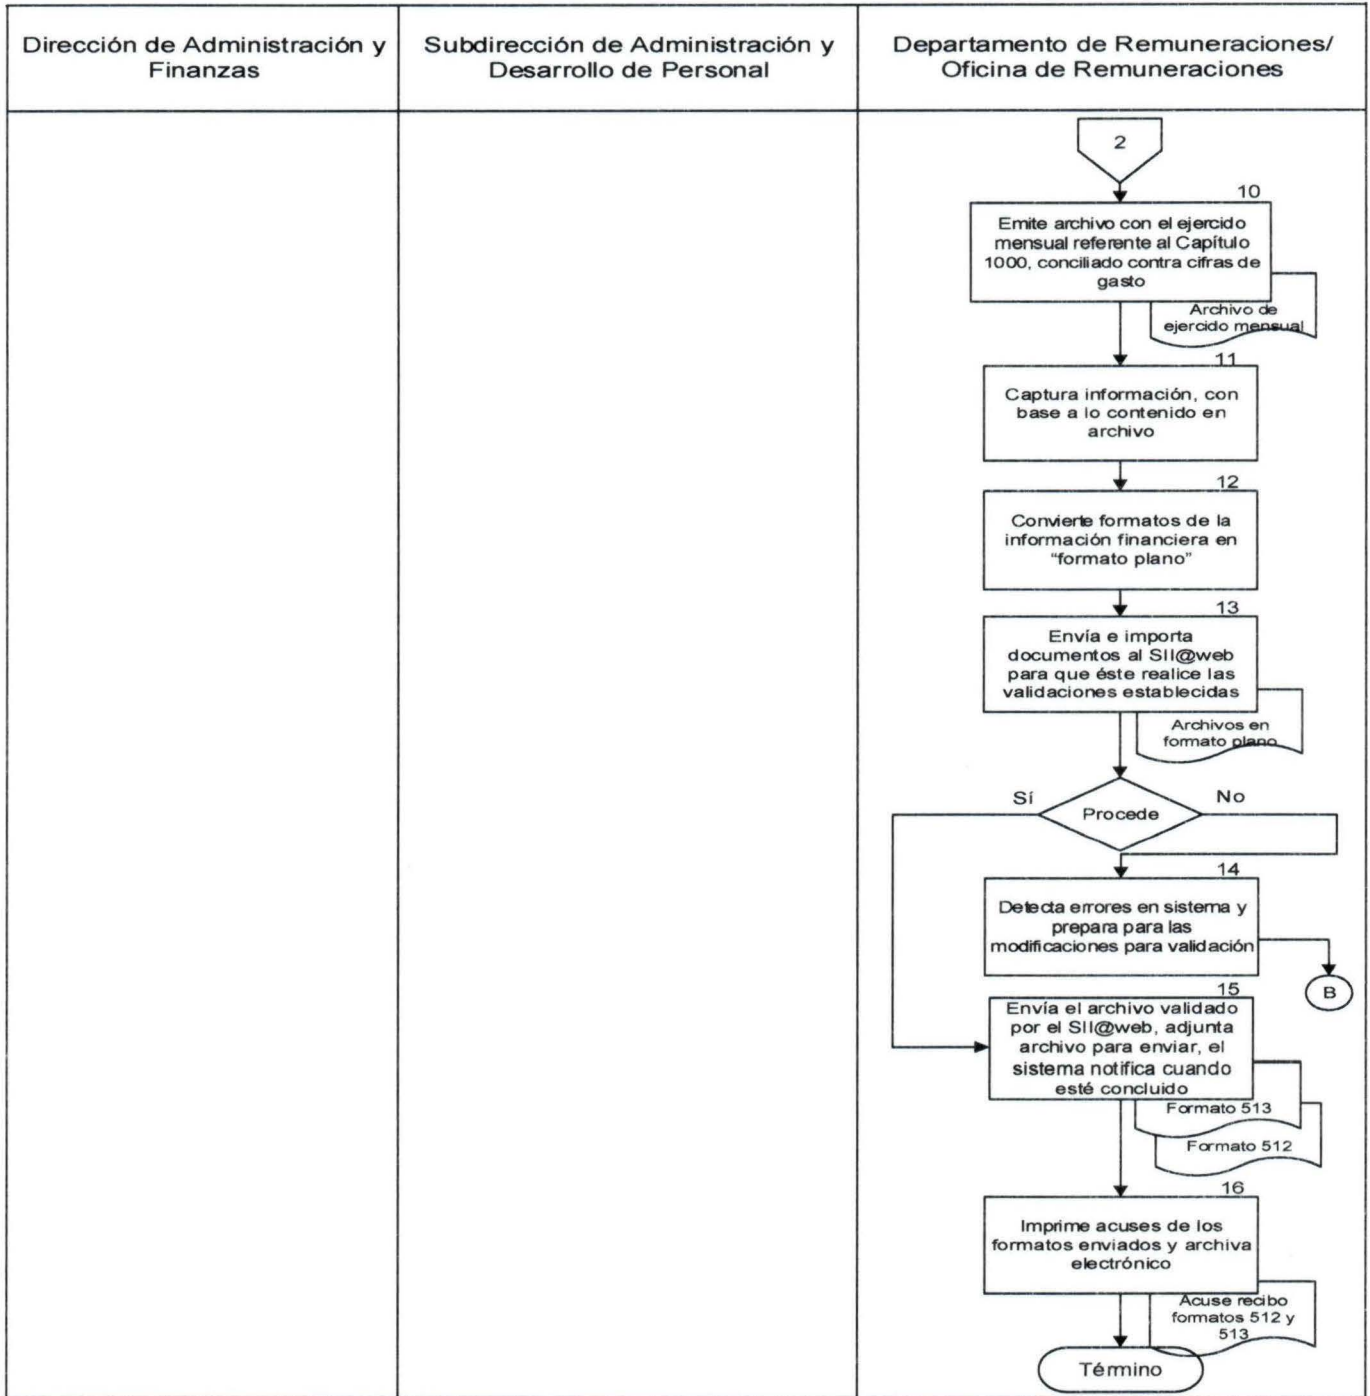 Dirección de Administración y
Finanzas
Subdirección de Administración y
Desarrollo de Personal
Departamento de Remuneraciones/
Oficina de Remuneraciones
2
10
Emite archivo con el ejercido
mensual referente al Capítulo
1000, conciliado contra cifras de
gasto
Archivo de
ejercido mensual
11
Captura información, con
base a lo contenido en
archivo
12
Convierte formatos de la
información financiera en
“formato plano”
13
Envía e importa
documentos al SII@web
para que éste realice las
validaciones establecidas
Archivos en
formato plano
Sí
No
Procede
14
Detecta errores en sistema y
prepara para las
modificaciones para validación
B
15
Envía el archivo validado
por el SII@web, adjunta
archivo para enviar, el
sistema notifica cuando
esté concluido
Formato 513
Formato 512
16
Imprime acuses de los
formatos enviados y archiva
electrónico
Acuse recibo
formatos 512 y
513
Término